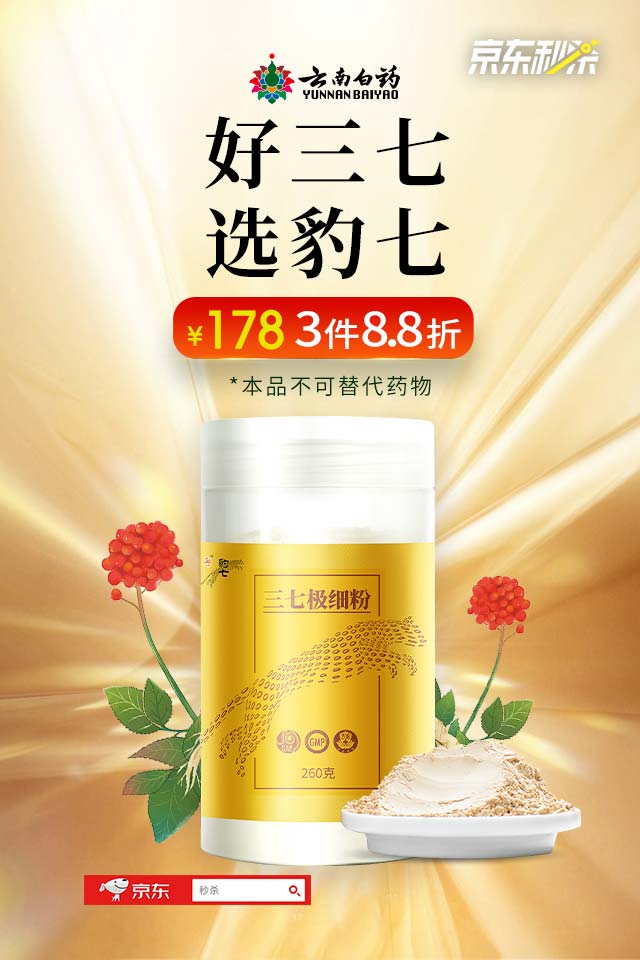 京东秒杀
云南白药
YUNNAN BAIYAO
好三七
选豹七
¥178 3件8.8折
*本品不可替代药物
三七极细粉
GAP GMP
260克
京东 秒杀